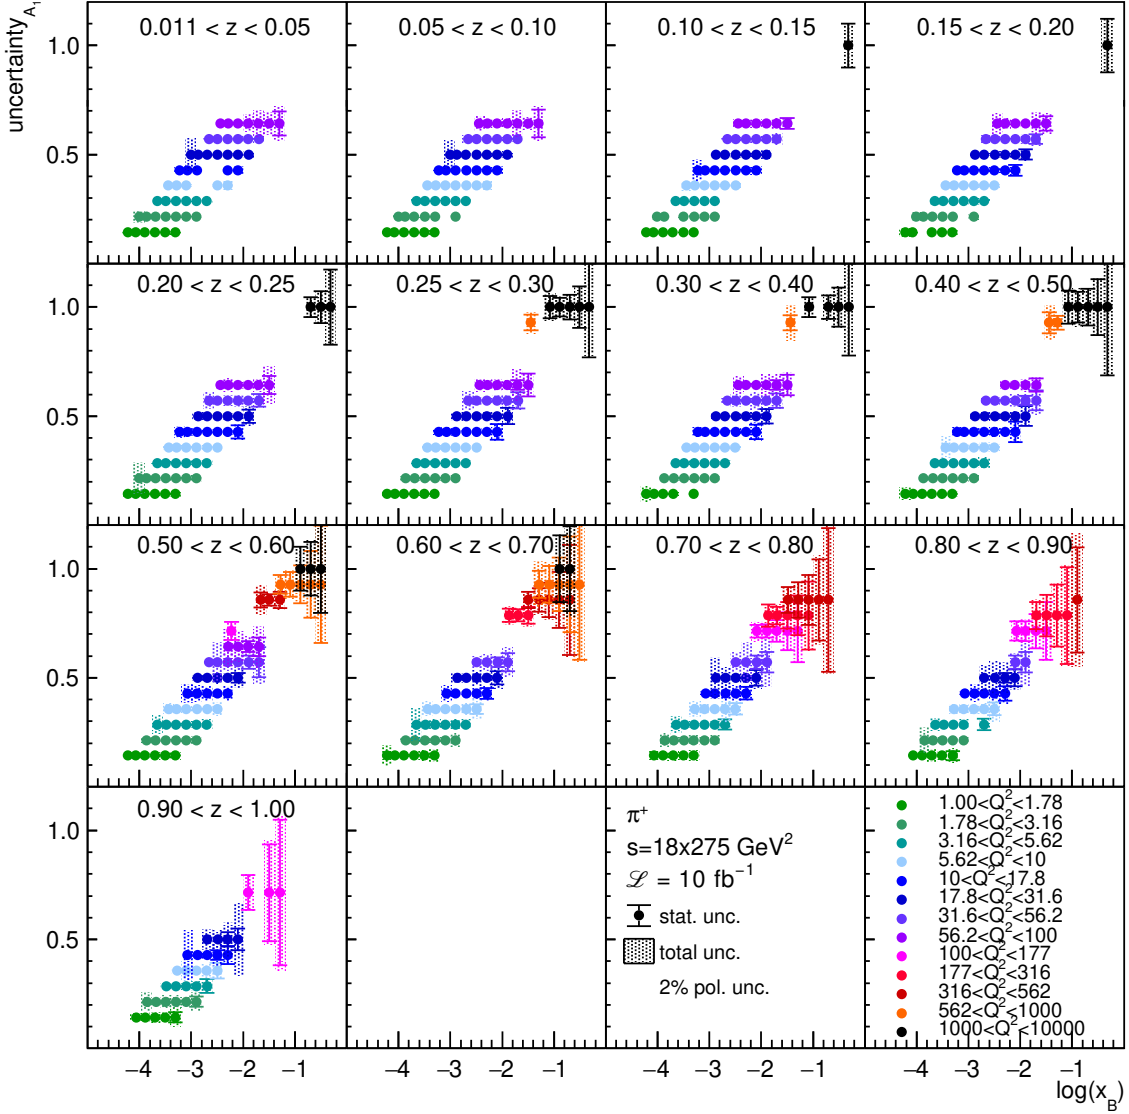 uncertainty_A₁
0.011 < z < 0.05
0.05 < z < 0.10
0.10 < z < 0.15
0.15 < z < 0.20
1.0
0.5
0.20 < z < 0.25
0.25 < z < 0.30
0.30 < z < 0.40
0.40 < z < 0.50
1.0
0.5
0.50 < z < 0.60
0.60 < z < 0.70
0.70 < z < 0.80
0.80 < z < 0.90
1.0
0.5
0.90 < z < 1.00
1.0
0.5
π⁺
s=18x275 GeV²
ℒ = 10 fb⁻¹
stat. unc.
total unc.
2% pol. unc.
1.00<Q²<1.78
1.78<Q²<3.16
3.16<Q²<5.62
5.62<Q²<10
10<Q²<17.8
17.8<Q²<31.6
31.6<Q²<56.2
56.2<Q²<100
100<Q²<177
177<Q²<316
316<Q²<562
562<Q²<1000
1000<Q²<10000
−4 −3 −2 −1 −4 −3 −2 −1 −4 −3 −2 −1 −4 −3 −2 −1
log(x_B)